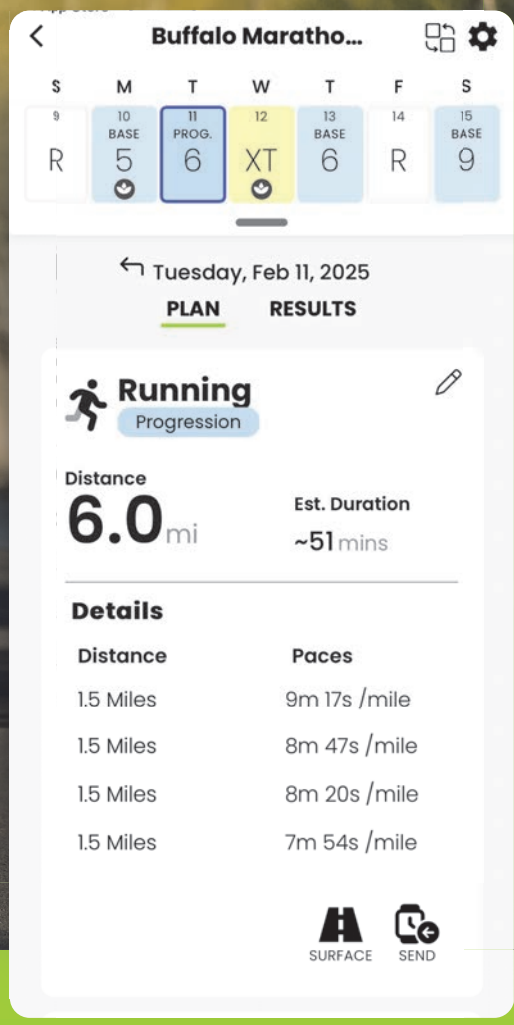 App Store
Buffalo Maratho...
S M T W T F S
9 10 11 12 13 14 15
BASE PROG. BASE BASE
R 5 6 XT 6 R 9
Tuesday, Feb 11, 2025
PLAN RESULTS
Running
Progression
Distance
Est. Duration
6.0 mi
~51 mins
Details
Distance Paces
1.5 Miles 9m 17s /mile
1.5 Miles 8m 47s /mile
1.5 Miles 8m 20s /mile
1.5 Miles 7m 54s /mile
SURFACE SEND